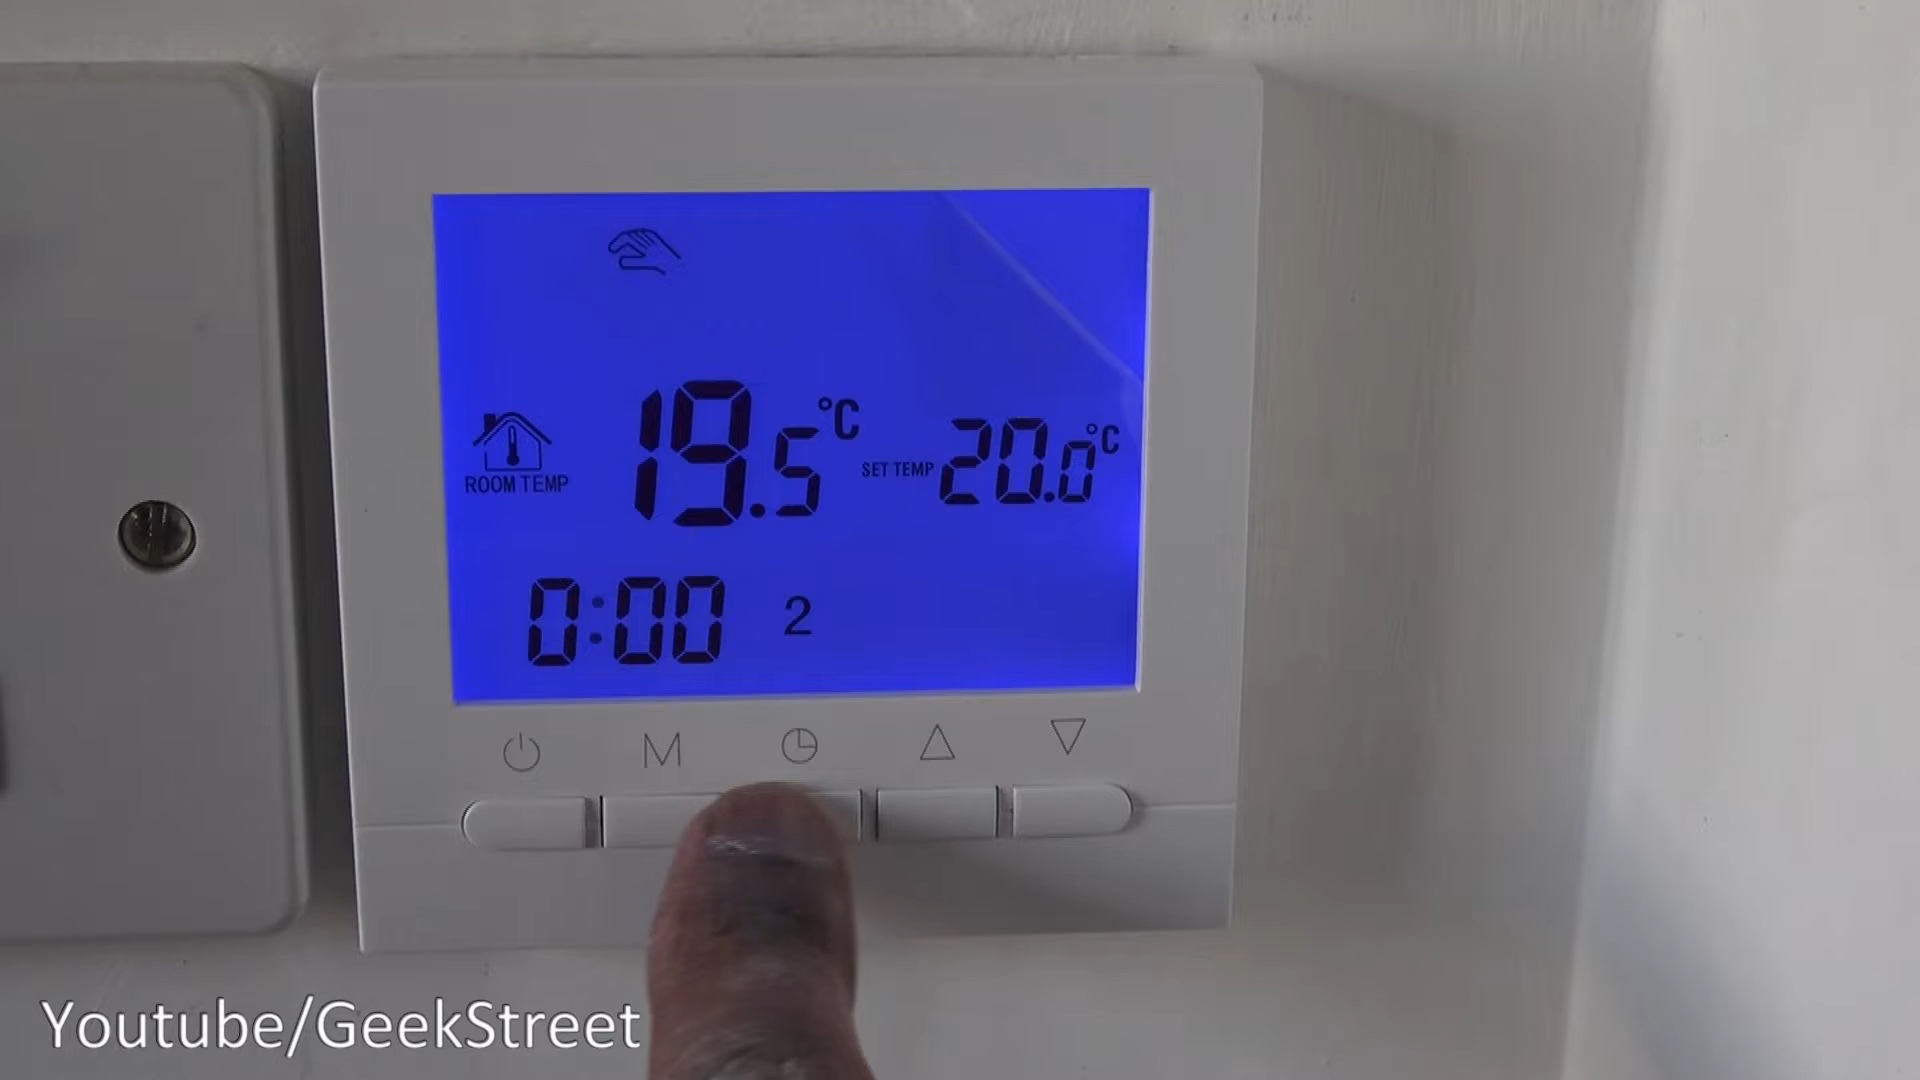 19.5 °C
SET TEMP 20.0 °C
ROOM TEMP
0:00 2
M
Youtube/GeekStreet